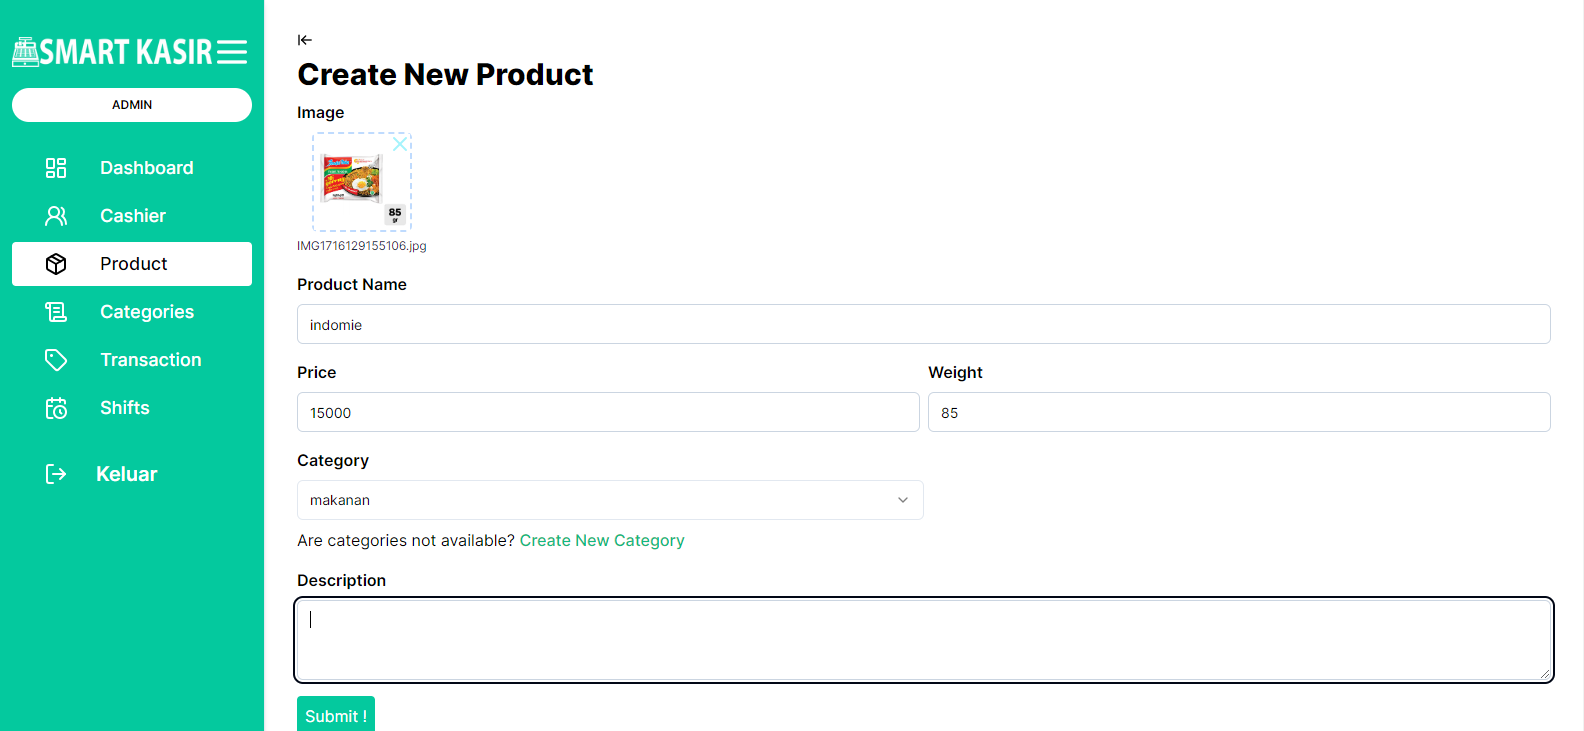 SMART KASIR
ADMIN
Dashboard
Cashier
Product
Categories
Transaction
Shifts
Keluar
Create New Product
Image
85
gr
IMG1716129155106.jpg
Product Name
indomie
Price
Weight
15000
85
Category
makanan
Are categories not available? Create New Category
Description
Submit !